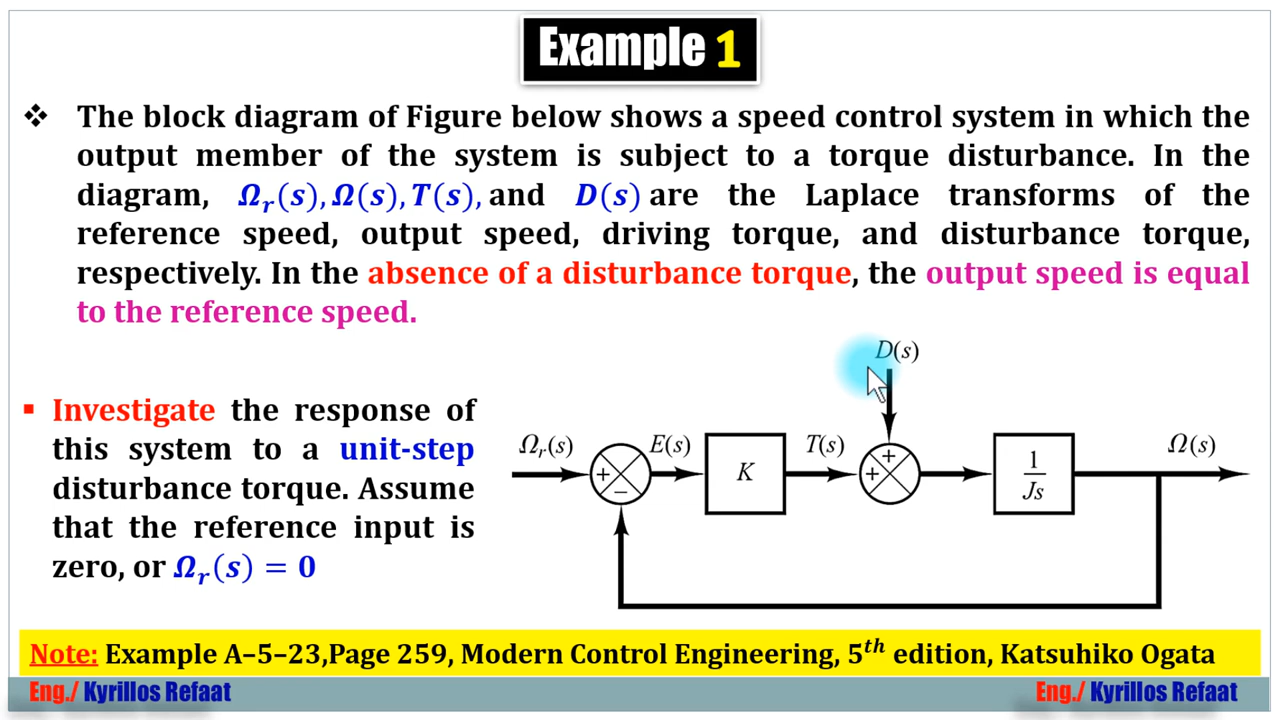 Example 1
❖ The block diagram of Figure below shows a speed control system in which the
output member of the system is subject to a torque disturbance. In the
diagram, Ωᵣ(s), Ω(s), T(s), and D(s) are the Laplace transforms of the
reference speed, output speed, driving torque, and disturbance torque,
respectively. In the absence of a disturbance torque, the output speed is equal
to the reference speed.
▪ Investigate the response of
this system to a unit-step
disturbance torque. Assume
that the reference input is
zero, or Ωᵣ(s) = 0
D(s)
Ωᵣ(s) E(s) T(s) Ω(s)
+ − K + + 1/Js
Note: Example A–5–23,Page 259, Modern Control Engineering, 5ᵗʰ edition, Katsuhiko Ogata
Eng./ Kyrillos Refaat Eng./ Kyrillos Refaat